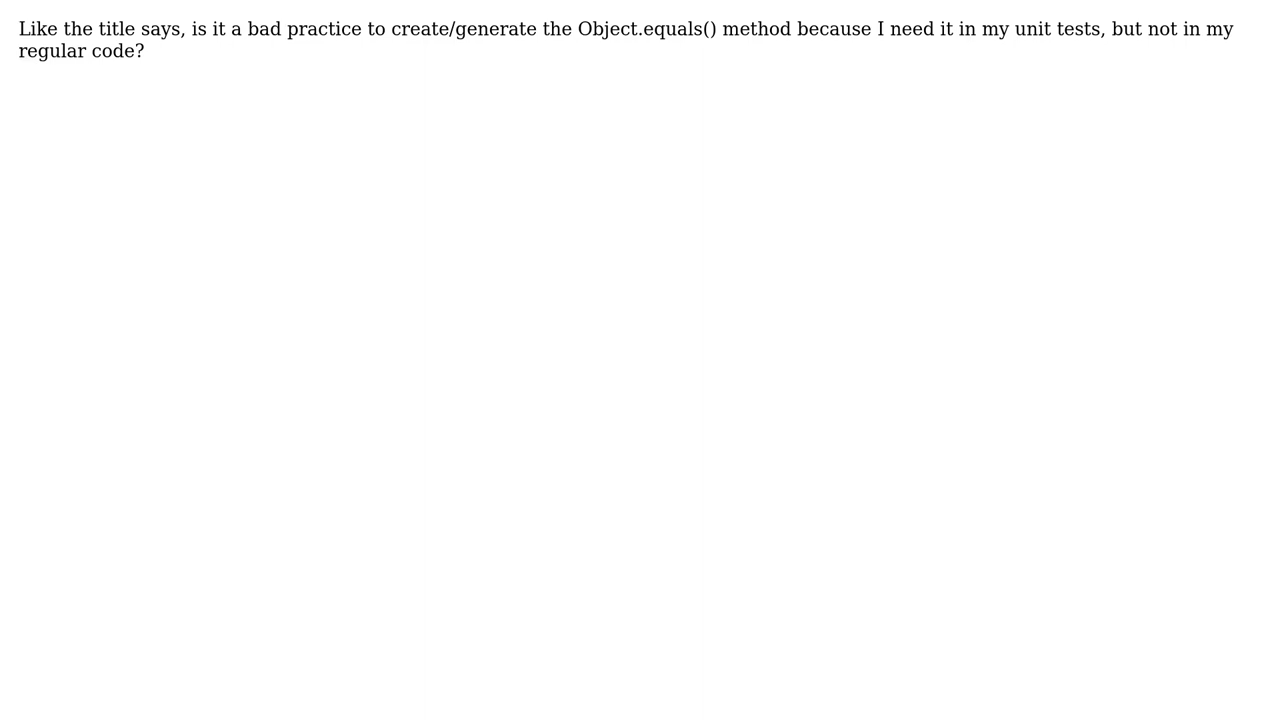 Like the title says, is it a bad practice to create/generate the Object.equals() method because I need it in my unit tests, but not in my
regular code?